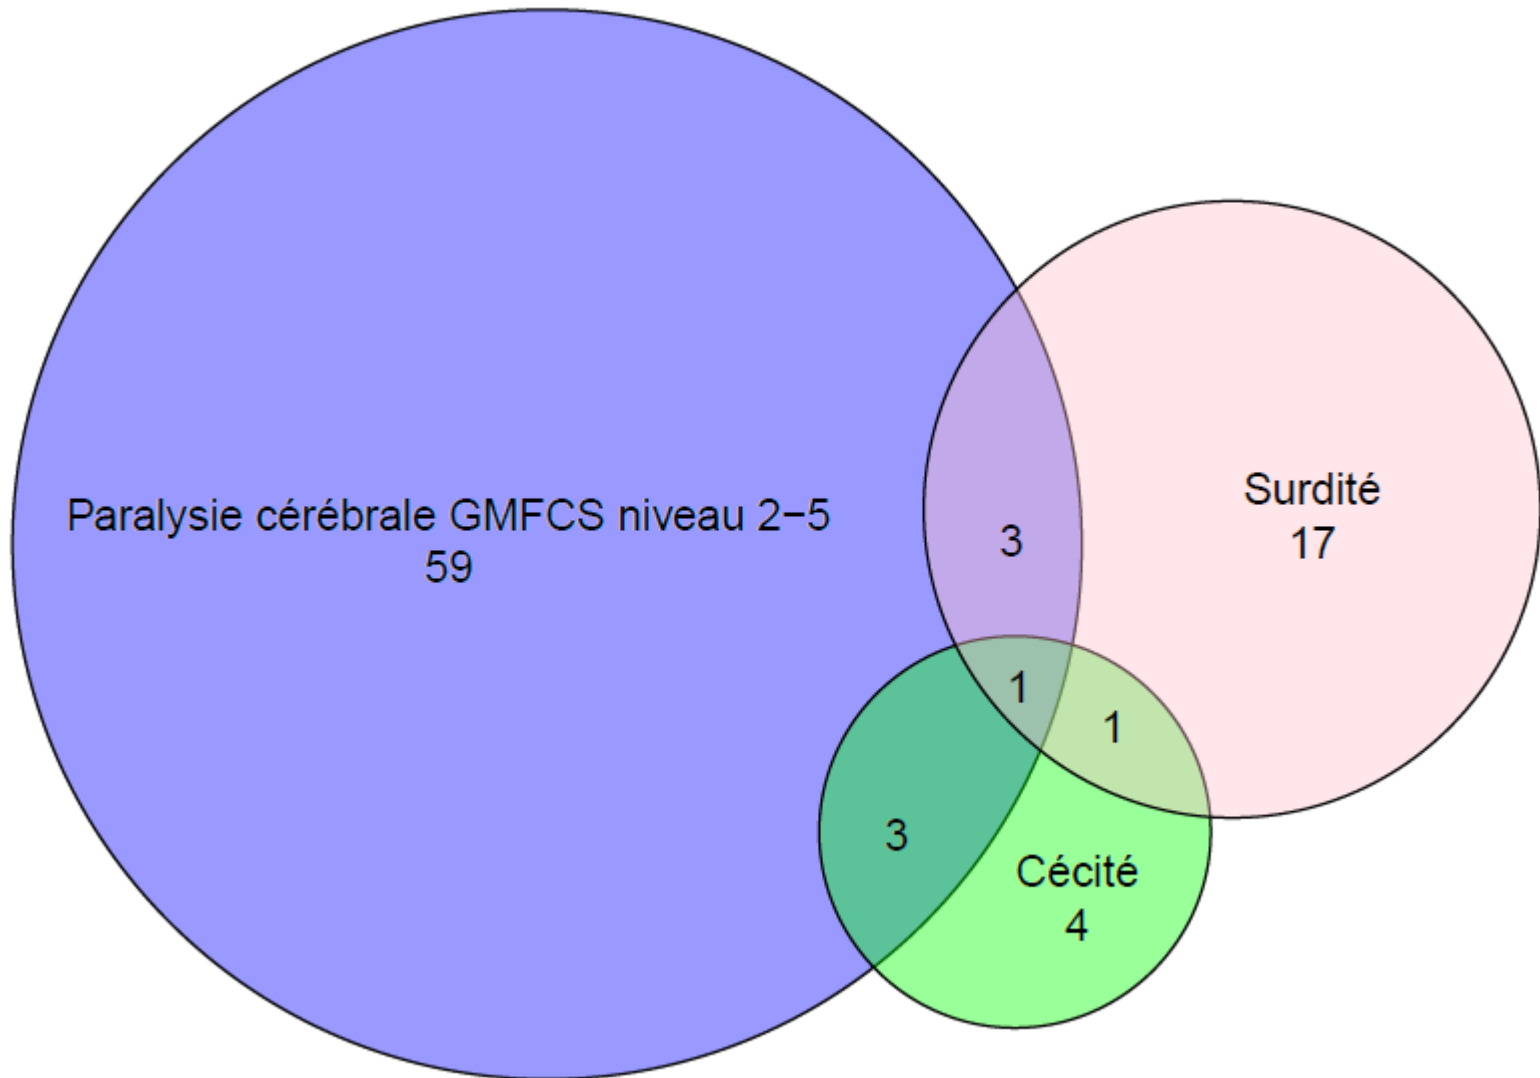 Paralysie cérébrale GMFCS niveau 2−5
59
Surdité
17
3
1
1
3
Cécité
4